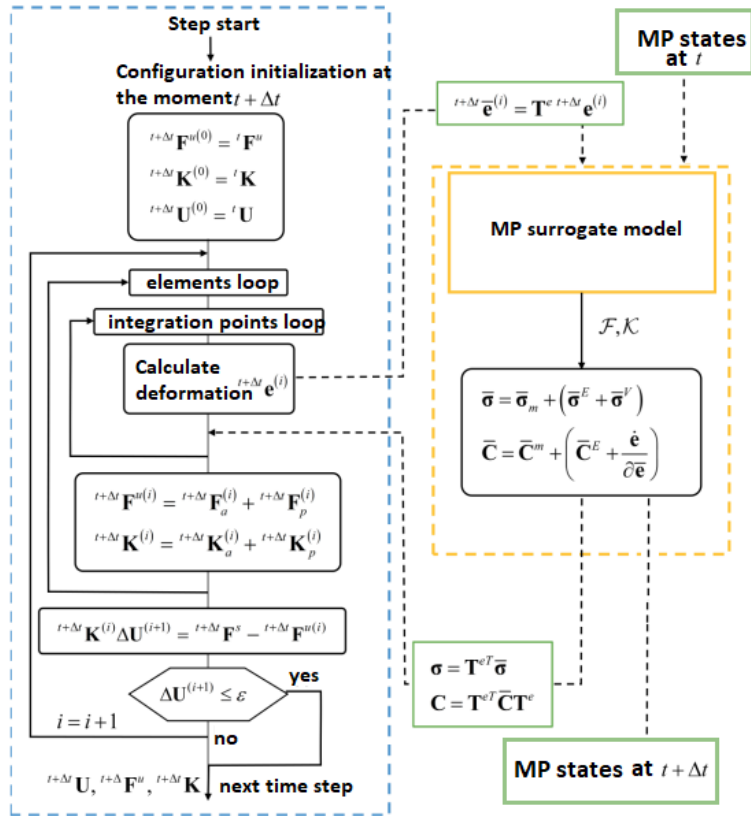 Step start
Configuration initialization at
the moment t + Δt
^{t+Δt}F^{u(0)} = ^{t}F^{u}
^{t+Δt}K^{(0)} = ^{t}K
^{t+Δt}U^{(0)} = ^{t}U
elements loop
integration points loop
Calculate
deformation ^{t+Δt}e^{(i)}
^{t+Δt}F^{u(i)} = ^{t+Δt}F_a^{(i)} + ^{t+Δt}F_p^{(i)}
^{t+Δt}K^{(i)} = ^{t+Δt}K_a^{(i)} + ^{t+Δt}K_p^{(i)}
^{t+Δt}K^{(i)}ΔU^{(i+1)} = ^{t+Δt}F^{s} − ^{t+Δt}F^{u(i)}
ΔU^{(i+1)} ≤ ε
yes
i = i+1
no
^{t+Δt}U, ^{t+Δ}F^{u}, ^{t+Δt}K
next time step
MP states
at t
^{t+Δt}ē^{(i)} = T^{e} ^{t+Δt}e^{(i)}
MP surrogate model
ℱ, 𝒦
σ̄ = σ̄_m + (σ̄^E + σ̄^V)
C̄ = C̄^m + (C̄^E + ė/∂ē)
σ = T^{eT}σ̄
C = T^{eT}C̄T^{e}
MP states at t + Δt